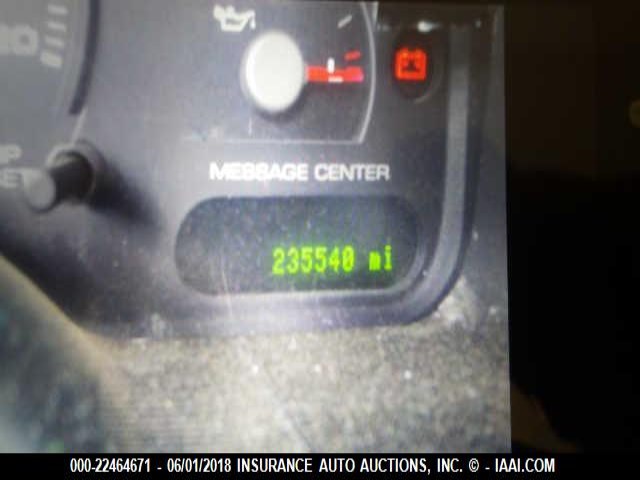 MESSAGE CENTER
235540 mi
000-22464671 - 06/01/2018 INSURANCE AUTO AUCTIONS, INC. © - IAAI.COM